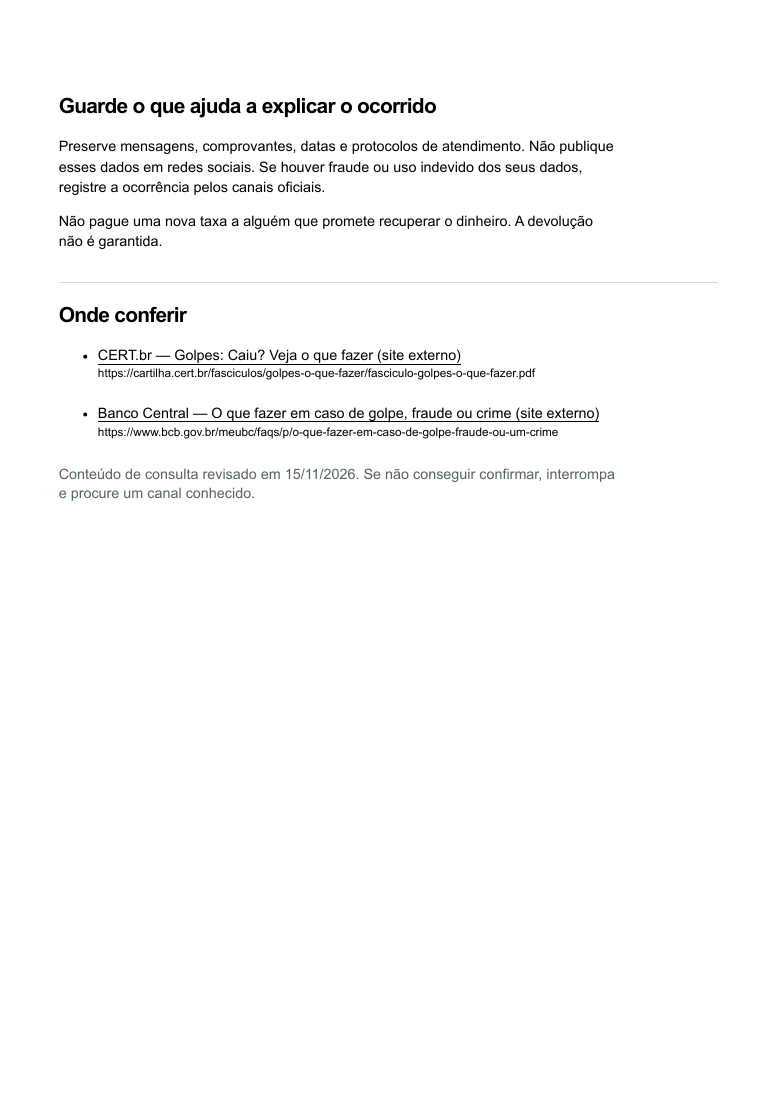 Guarde o que ajuda a explicar o ocorrido
Preserve mensagens, comprovantes, datas e protocolos de atendimento. Não publique
esses dados em redes sociais. Se houver fraude ou uso indevido dos seus dados,
registre a ocorrência pelos canais oficiais.
Não pague uma nova taxa a alguém que promete recuperar o dinheiro. A devolução
não é garantida.
Onde conferir
• CERT.br — Golpes: Caiu? Veja o que fazer (site externo)
https://cartilha.cert.br/fasciculos/golpes-o-que-fazer/fasciculo-golpes-o-que-fazer.pdf
• Banco Central — O que fazer em caso de golpe, fraude ou crime (site externo)
https://www.bcb.gov.br/meubc/faqs/p/o-que-fazer-em-caso-de-golpe-fraude-ou-um-crime
Conteúdo de consulta revisado em 15/11/2026. Se não conseguir confirmar, interrompa
e procure um canal conhecido.